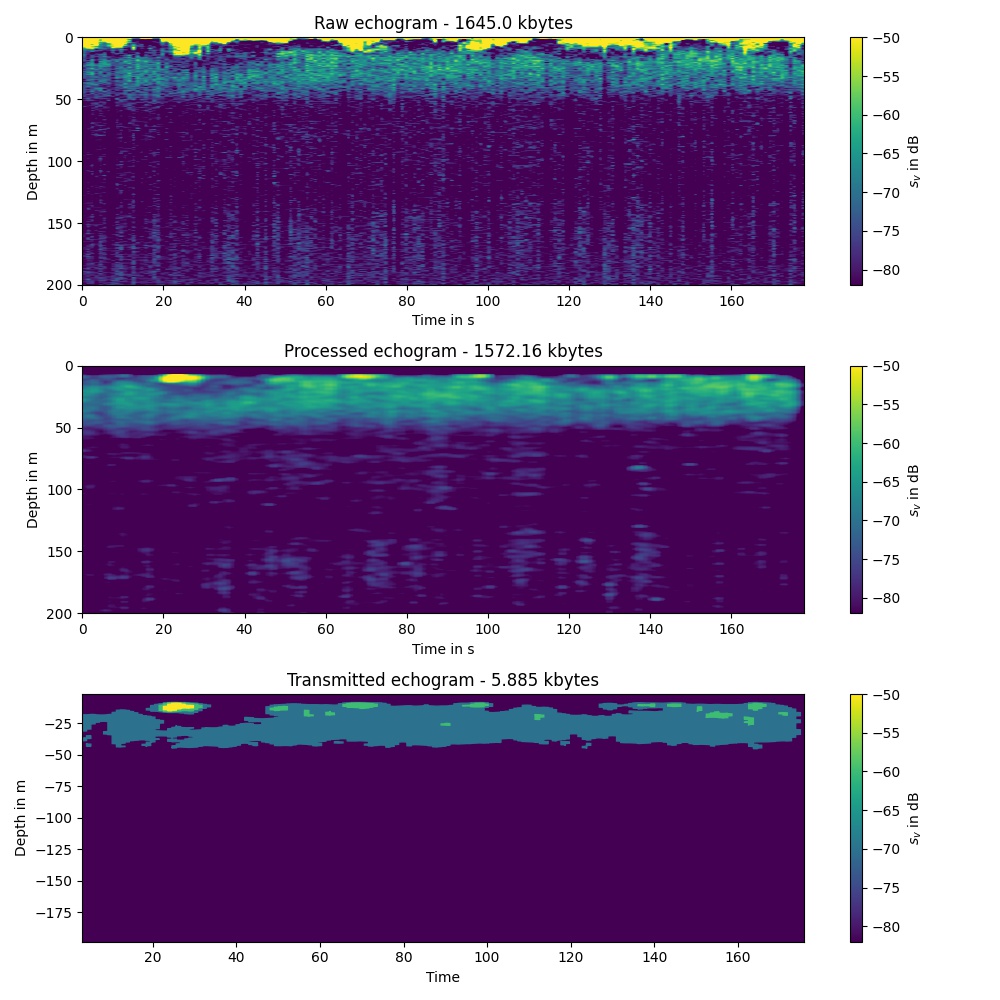 Raw echogram - 1645.0 kbytes
0
50
100
150
200
Depth in m
0 20 40 60 80 100 120 140 160
Time in s
−50
−55
−60
−65
−70
−75
−80
s_v in dB
Processed echogram - 1572.16 kbytes
0
50
100
150
200
Depth in m
0 20 40 60 80 100 120 140 160
Time in s
−50
−55
−60
−65
−70
−75
−80
s_v in dB
Transmitted echogram - 5.885 kbytes
−25
−50
−75
−100
−125
−150
−175
Depth in m
20 40 60 80 100 120 140 160
Time
−50
−55
−60
−65
−70
−75
−80
s_v in dB